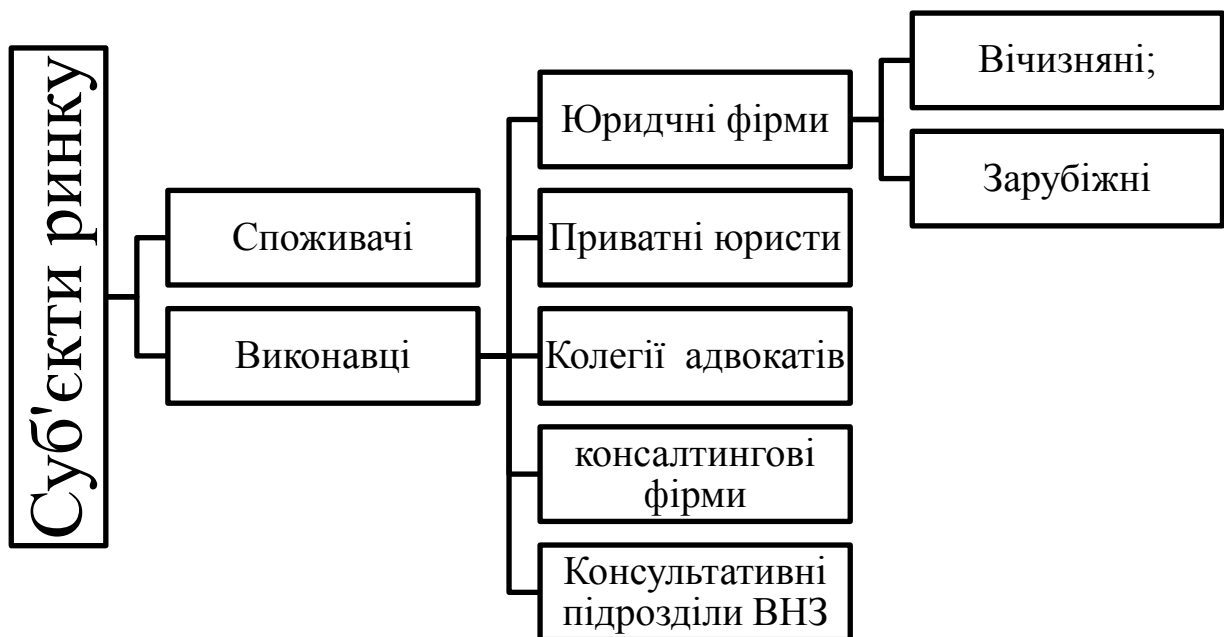 Суб'єкти ринку
Споживачі
Виконавці
Юридчні фірми
Приватні юристи
Колегії адвокатів
консалтингові
фірми
Консультативні
підрозділи ВНЗ
Вічизняні;
Зарубіжні